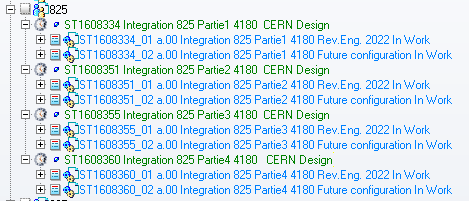 825
ST1608334 Integration 825 Partie1 4180 CERN Design
ST1608334_01 a.00 Integration 825 Partie1 4180 Rev.Eng. 2022 In Work
ST1608334_02 a.00 Integration 825 Partie1 4180 Future configuration In Work
ST1608351 Integration 825 Partie2 4180 CERN Design
ST1608351_01 a.00 Integration 825 Partie2 4180 Rev.Eng. 2022 In Work
ST1608351_02 a.00 Integration 825 Partie2 4180 Future configuration In Work
ST1608355 Integration 825 Partie3 4180 CERN Design
ST1608355_01 a.00 Integration 825 Partie3 4180 Rev.Eng. 2022 In Work
ST1608355_02 a.00 Integration 825 Partie3 4180 Future configuration In Work
ST1608360 Integration 825 Partie4 4180 CERN Design
ST1608360_01 a.00 Integration 825 Partie4 4180 Rev.Eng. 2022 In Work
ST1608360_02 a.00 Integration 825 Partie4 4180 Future configuration In Work